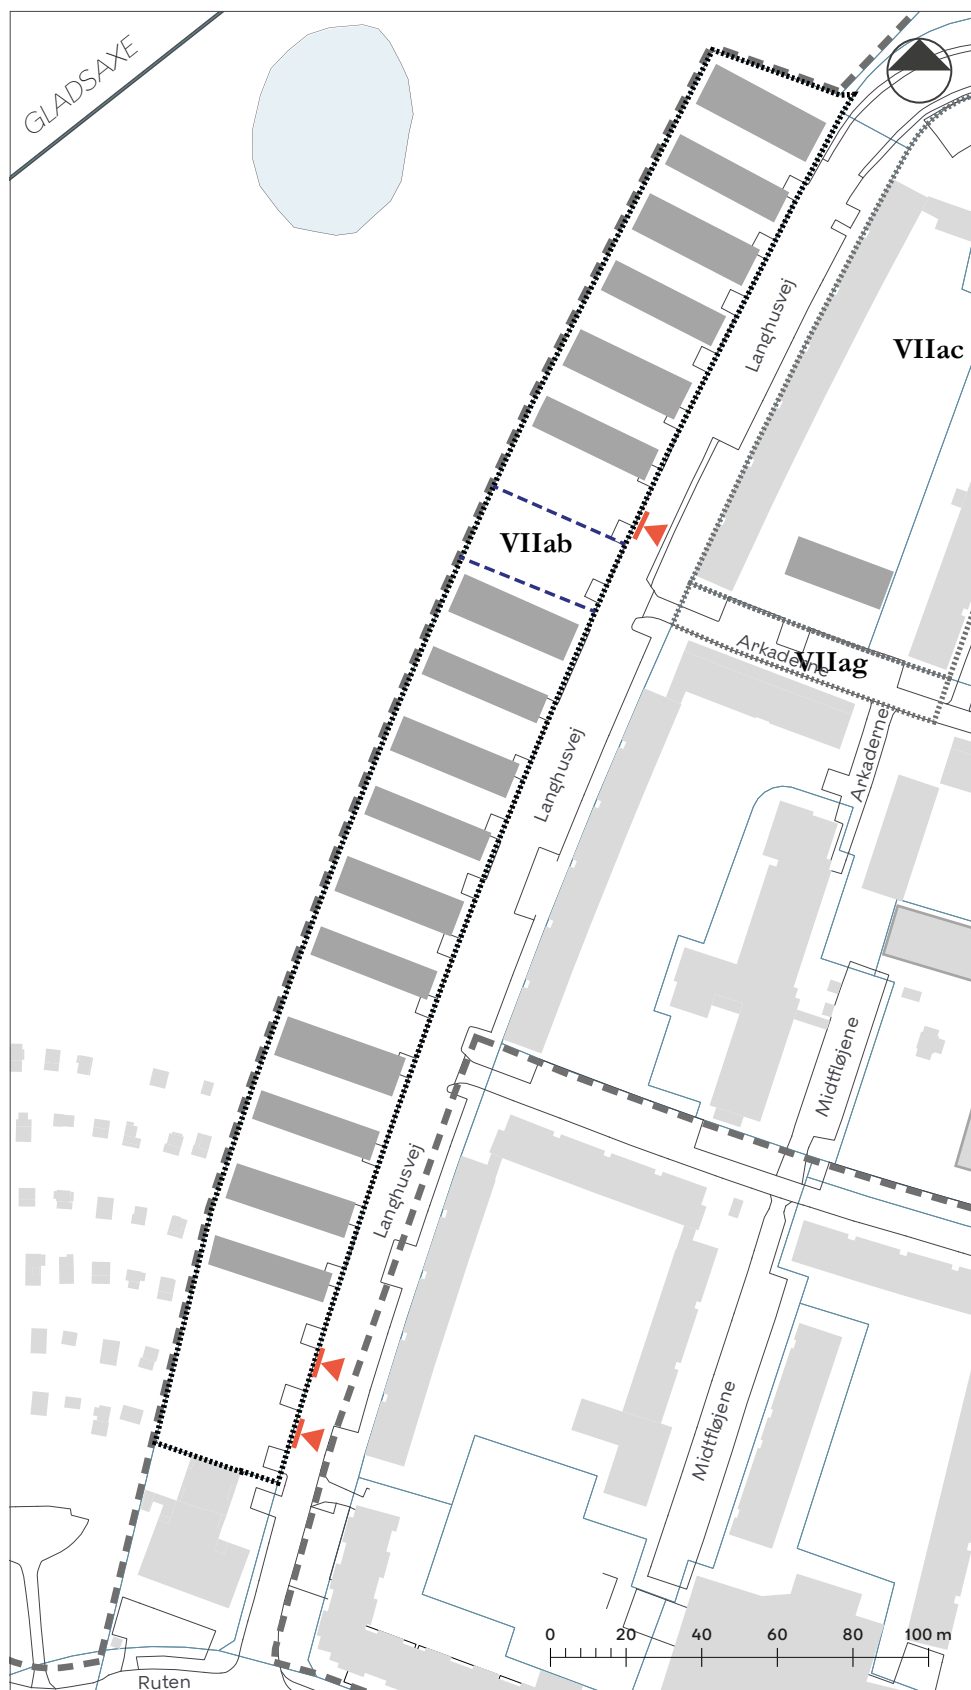 GLADSAXE
Langhusvej
VIIac
VIIab
Arkaderne
VIIag
Arkaderne
Langhusvej
Midtfløjene
Langhusvej
Midtfløjene
0 20 40 60 80 100 m
Ruten